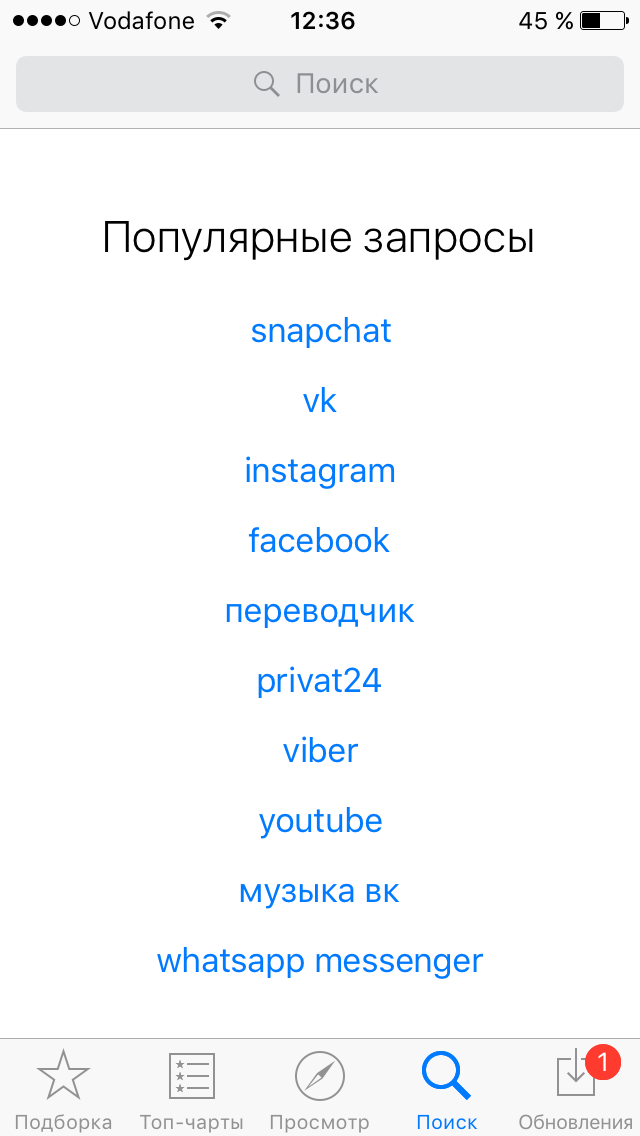 Vodafone 12:36 45 %
Поиск
Популярные запросы
snapchat
vk
instagram
facebook
переводчик
privat24
viber
youtube
музыка вк
whatsapp messenger
1
Подборка Топ-чарты Просмотр Поиск Обновления